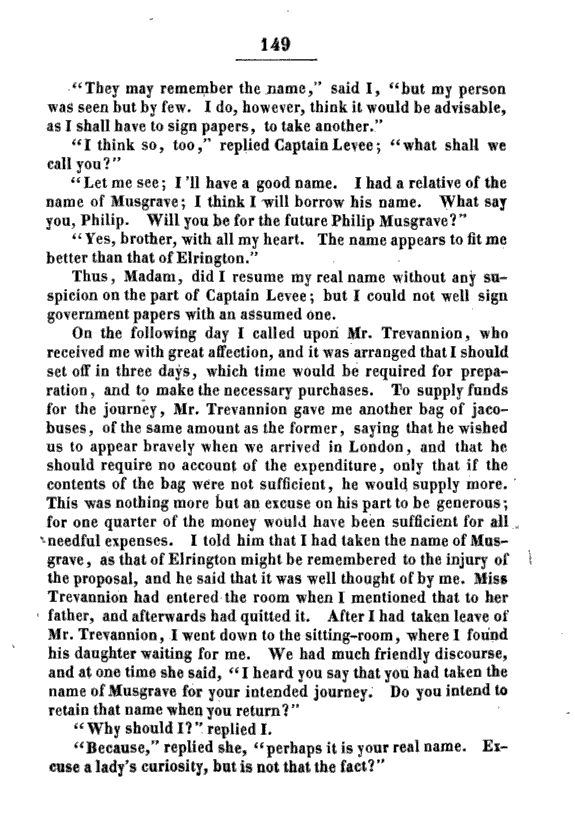 149
“They may remember the name,” said I, “but my person
was seen but by few. I do, however, think it would be advisable,
as I shall have to sign papers, to take another.”
“I think so, too,” replied Captain Levee; “what shall we
call you?”
“Let me see; I ’ll have a good name. I had a relative of the
name of Musgrave; I think I will borrow his name. What say
you, Philip. Will you be for the future Philip Musgrave?”
“Yes, brother, with all my heart. The name appears to fit me
better than that of Elrington.”
Thus, Madam, did I resume my real name without any su-
spicion on the part of Captain Levee; but I could not well sign
government papers with an assumed one.
On the following day I called upon Mr. Trevannion, who
received me with great affection, and it was arranged that I should
set off in three days, which time would be required for prepa-
ration, and to make the necessary purchases. To supply funds
for the journey, Mr. Trevannion gave me another bag of jaco-
buses, of the same amount as the former, saying that he wished
us to appear bravely when we arrived in London, and that he
should require no account of the expenditure, only that if the
contents of the bag were not sufficient, he would supply more.
This was nothing more but an excuse on his part to be generous;
for one quarter of the money would have been sufficient for all
needful expenses. I told him that I had taken the name of Mus-
grave, as that of Elrington might be remembered to the injury of
the proposal, and he said that it was well thought of by me. Miss
Trevannion had entered the room when I mentioned that to her
father, and afterwards had quitted it. After I had taken leave of
Mr. Trevannion, I went down to the sitting-room, where I found
his daughter waiting for me. We had much friendly discourse,
and at one time she said, “I heard you say that you had taken the
name of Musgrave for your intended journey. Do you intend to
retain that name when you return?”
“Why should I?” replied I.
“Because,” replied she, “perhaps it is your real name. Ex-
cuse a lady’s curiosity, but is not that the fact?”